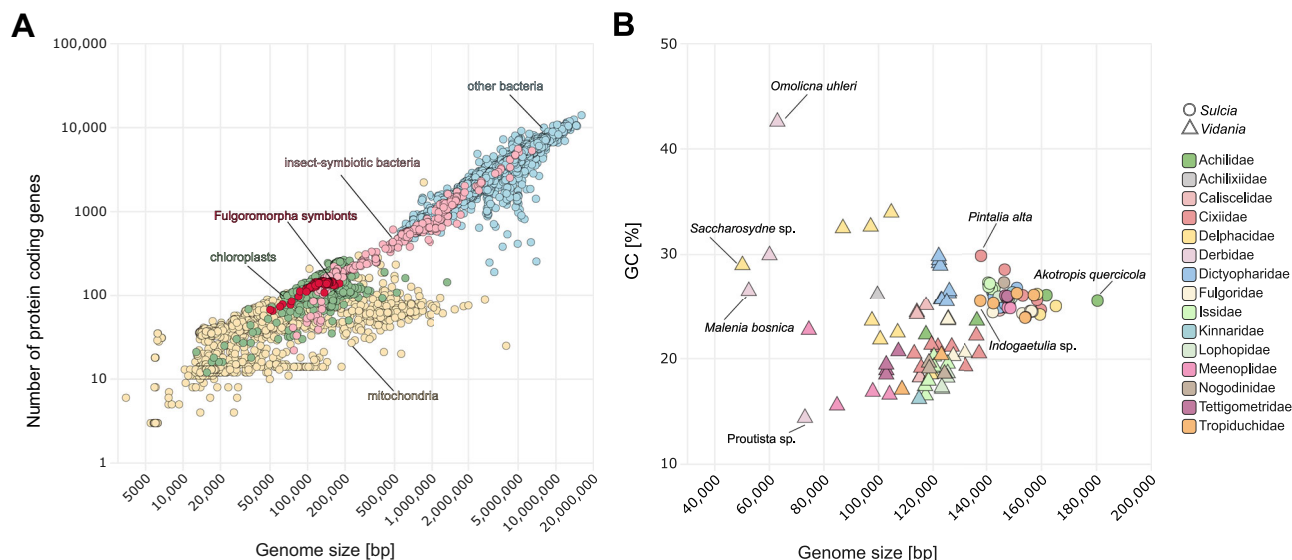 A
100,000
10,000
1000
100
10
1
Number of protein coding genes
other bacteria
insect-symbiotic bacteria
Fulgoromorpha symbionts
chloroplasts
mitochondria
5000
10,000
20,000
50,000
100,000
200,000
500,000
1,000,000
2,000,000
5,000,000
10,000,000
20,000,000
Genome size [bp]
B
50
40
30
20
10
GC [%]
Omolicna uhleri
Saccharosydne sp.
Malenia bosnica
Proutista sp.
Pintalia alta
Akotropis quercicola
Indogaetulia sp.
40,000
60,000
80,000
100,000
120,000
140,000
160,000
180,000
200,000
Genome size [bp]
Sulcia
Vidania
Achilidae
Achilixiidae
Caliscelidae
Cixiidae
Delphacidae
Derbidae
Dictyopharidae
Fulgoridae
Issidae
Kinnaridae
Lophopidae
Meenoplidae
Nogodinidae
Tettigometridae
Tropiduchidae